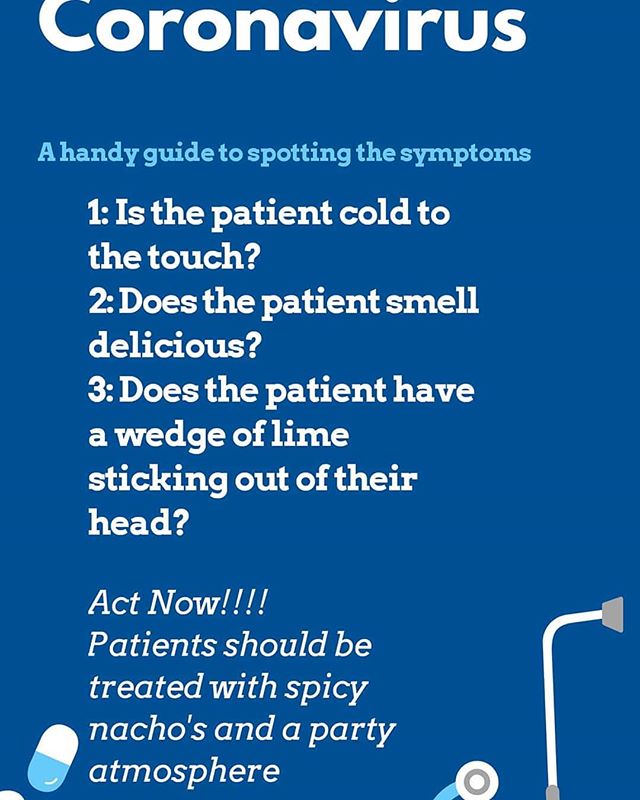 Coronavirus
A handy guide to spotting the symptoms
1: Is the patient cold to
the touch?
2: Does the patient smell
delicious?
3: Does the patient have
a wedge of lime
sticking out of their
head?
Act Now!!!!
Patients should be
treated with spicy
nacho's and a party
atmosphere